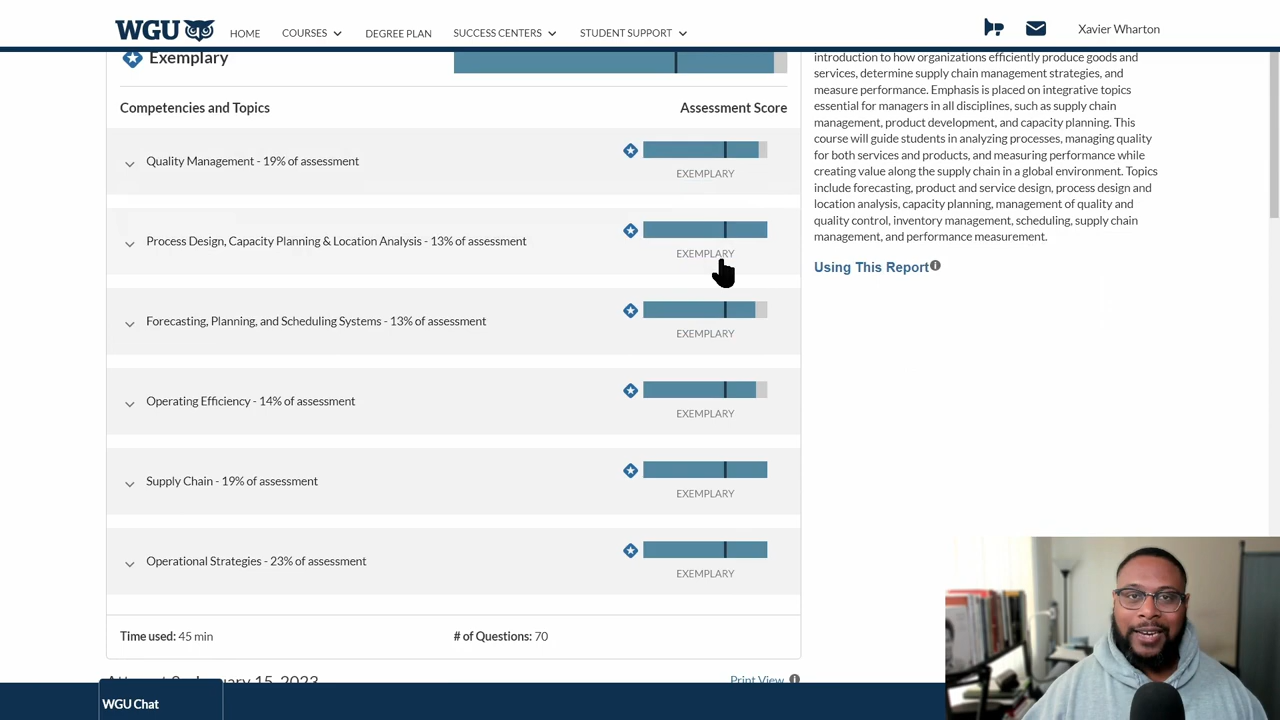 WGU
HOME
COURSES
DEGREE PLAN
SUCCESS CENTERS
STUDENT SUPPORT
Xavier Wharton
Exemplary
Competencies and Topics
Assessment Score
Quality Management - 19% of assessment
EXEMPLARY
Process Design, Capacity Planning & Location Analysis - 13% of assessment
EXEMPLARY
Forecasting, Planning, and Scheduling Systems - 13% of assessment
EXEMPLARY
Operating Efficiency - 14% of assessment
EXEMPLARY
Supply Chain - 19% of assessment
EXEMPLARY
Operational Strategies - 23% of assessment
EXEMPLARY
Time used: 45 min
# of Questions: 70
January 15, 2023
Print View
introduction to how organizations efficiently produce goods and
services, determine supply chain management strategies, and
measure performance. Emphasis is placed on integrative topics
essential for managers in all disciplines, such as supply chain
management, product development, and capacity planning. This
course will guide students in analyzing processes, managing quality
for both services and products, and measuring performance while
creating value along the supply chain in a global environment. Topics
include forecasting, product and service design, process design and
location analysis, capacity planning, management of quality and
quality control, inventory management, scheduling, supply chain
management, and performance measurement.
Using This Report
WGU Chat